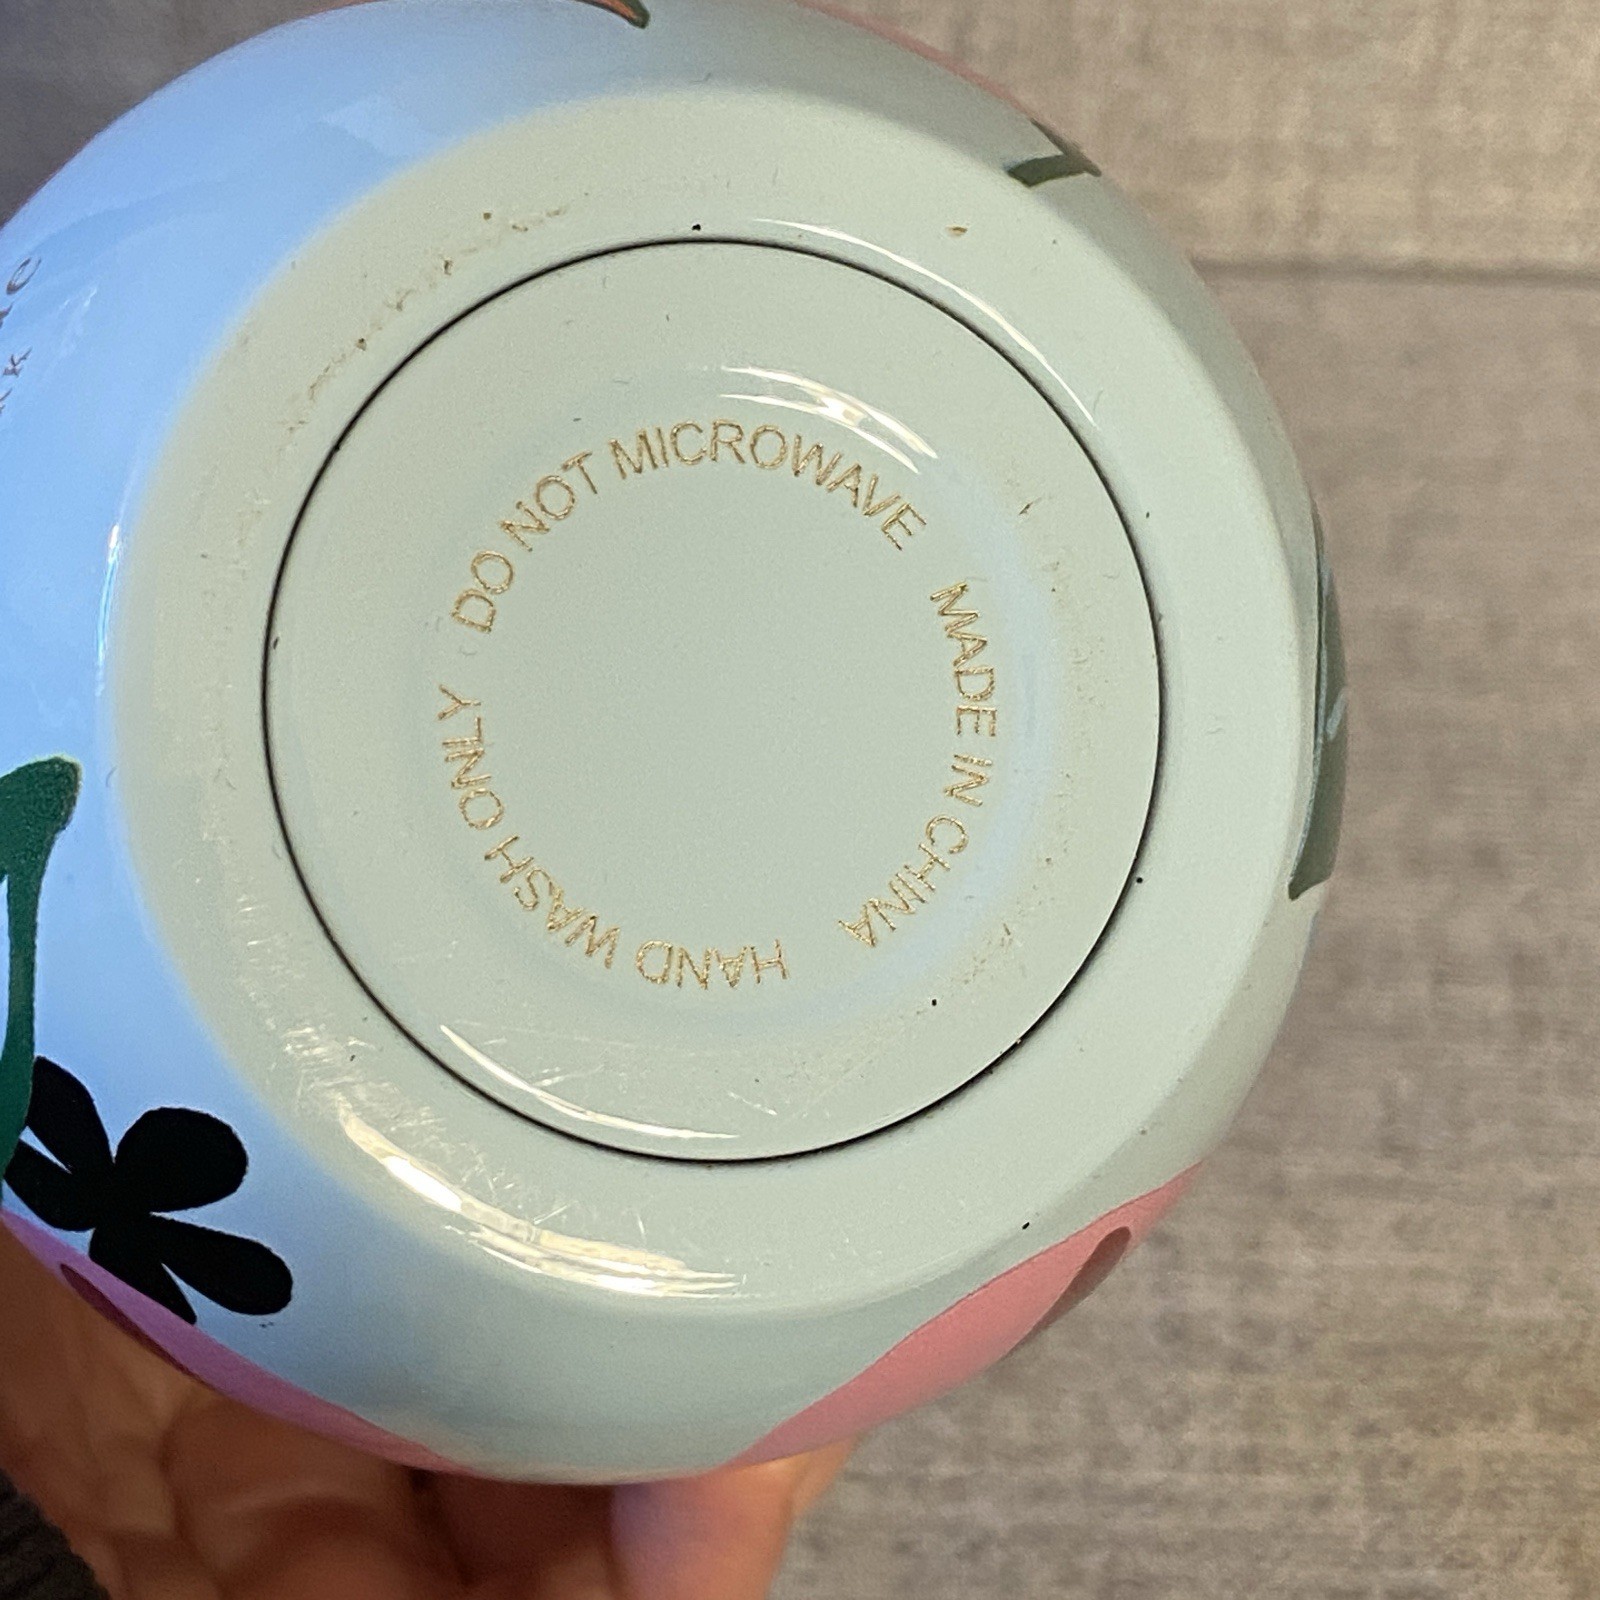 DO NOT MICROWAVE
MADE IN CHINA
HAND WASH ONLY